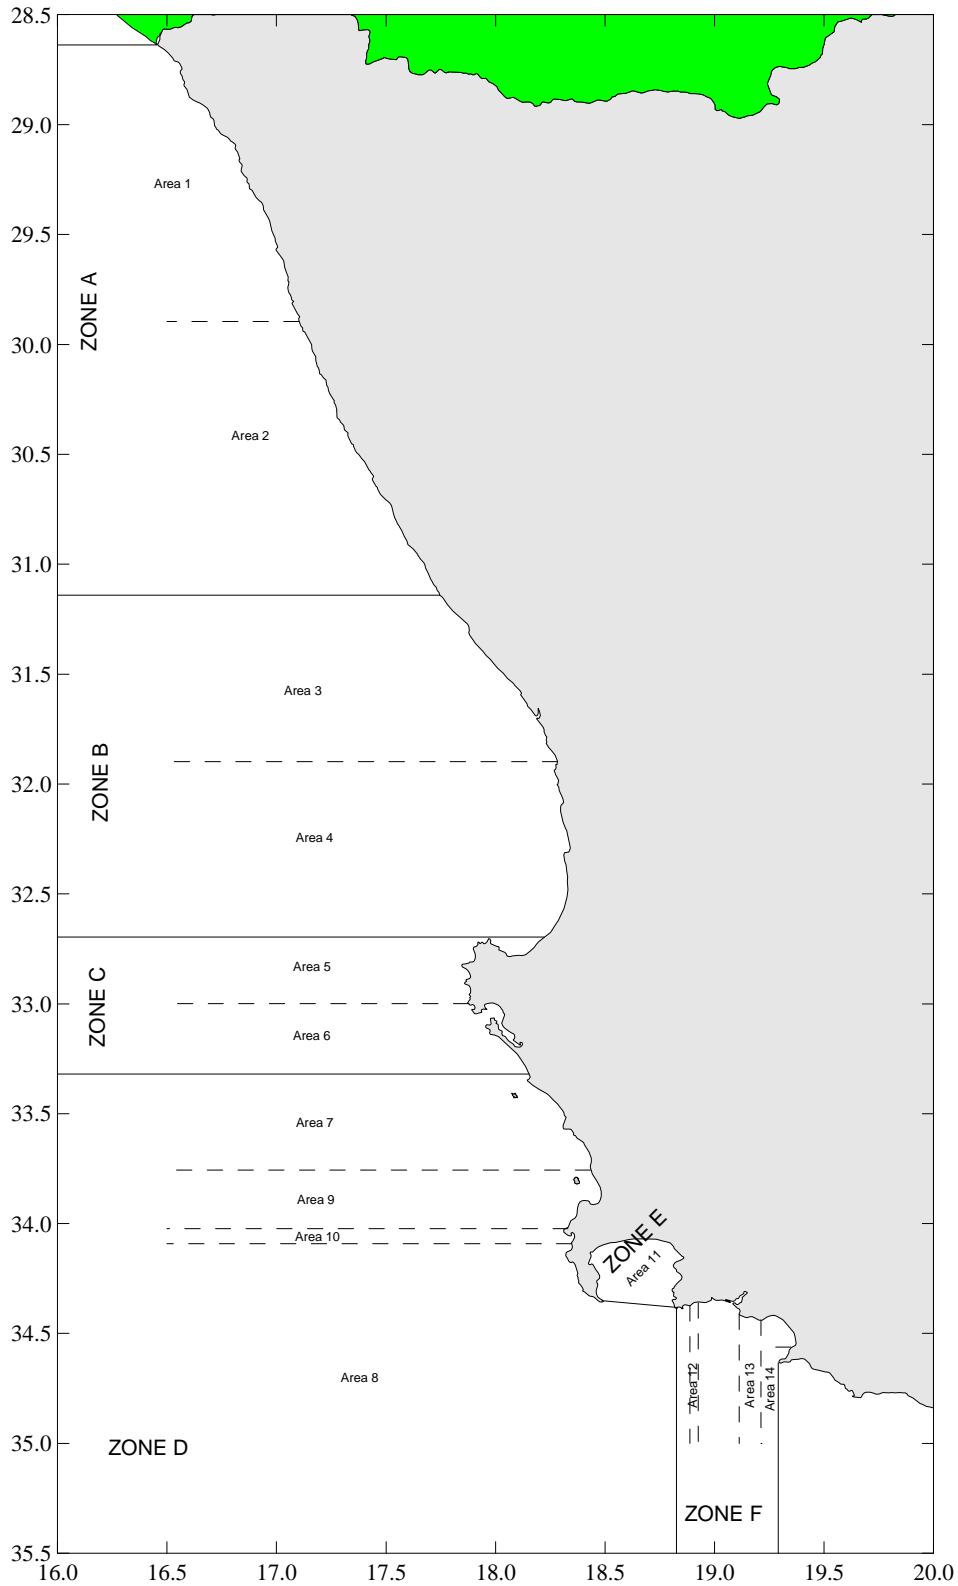 28.5
29.0
29.5
30.0
30.5
31.0
31.5
32.0
32.5
33.0
33.5
34.0
34.5
35.0
35.5
16.0 16.5 17.0 17.5 18.0 18.5 19.0 19.5 20.0
Area 1
ZONE A
Area 2
Area 3
ZONE B
Area 4
Area 5
ZONE C
Area 6
Area 7
Area 9
Area 10
ZONE E
Area 11
Area 8
Area 12
Area 13
Area 14
ZONE D
ZONE F